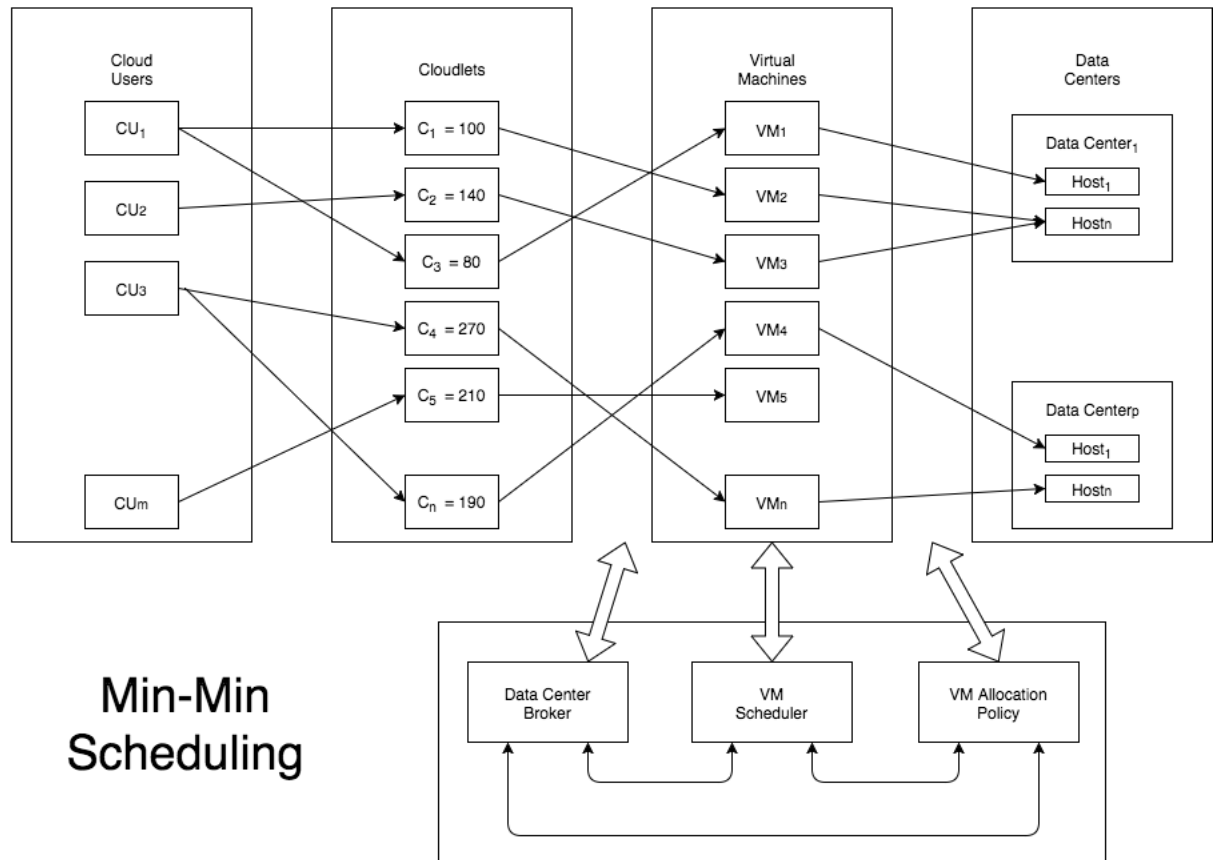 Cloud
Users
Cloudlets
Virtual
Machines
Data
Centers
CU₁
CU₂
CU₃
CUm
C₁ = 100
C₂ = 140
C₃ = 80
C₄ = 270
C₅ = 210
Cₙ = 190
VM₁
VM₂
VM₃
VM₄
VM₅
VMn
Data Center₁
Host₁
Hostn
Data Centerp
Host₁
Hostn
Min-Min
Scheduling
Data Center
Broker
VM
Scheduler
VM Allocation
Policy